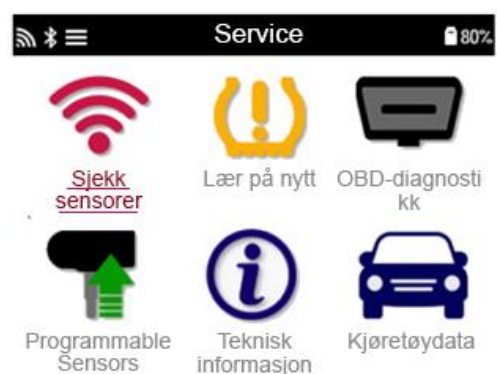 Service
80%
Sjekk
sensorer
Lær på nytt
OBD-diagnosti
kk
Programmable
Sensors
Teknisk
informasjon
Kjøretøydata